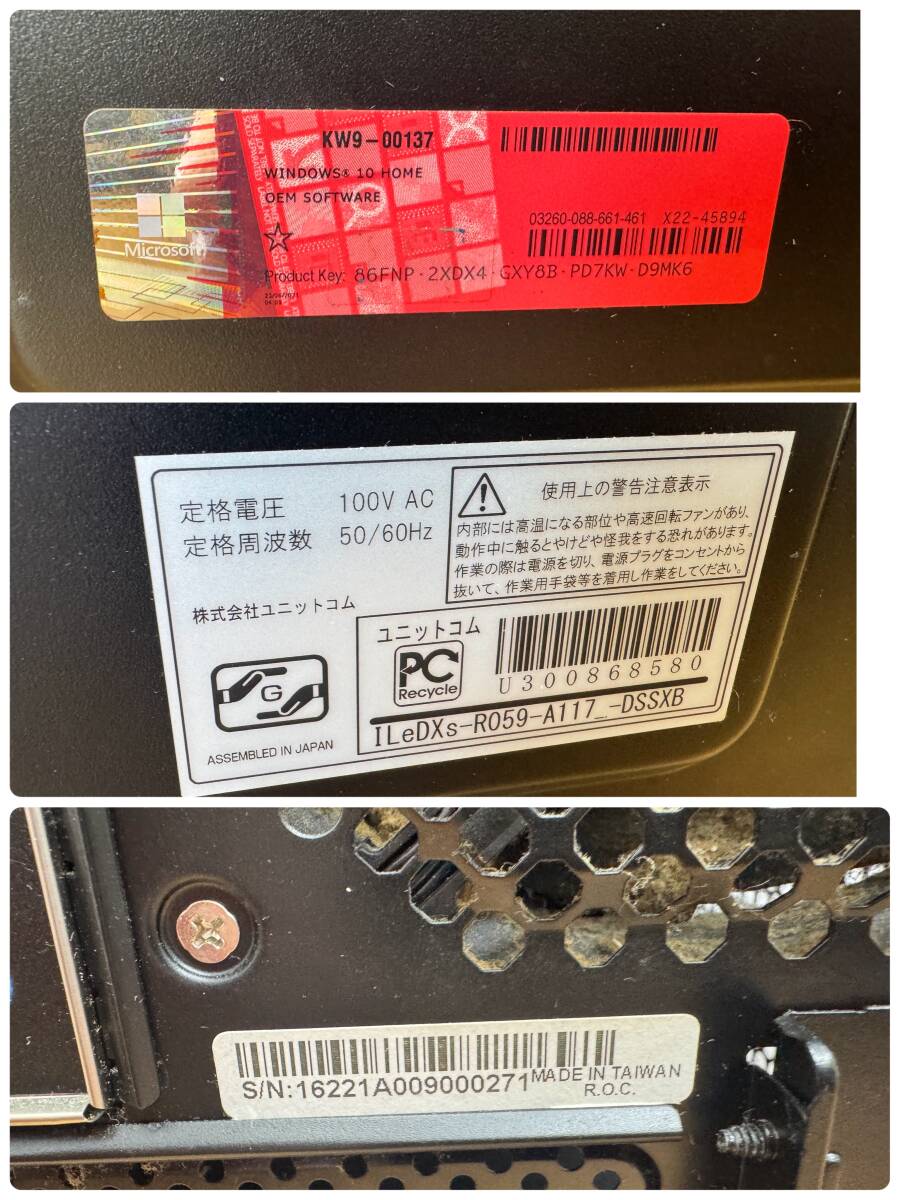 KW9-00137
WINDOWS® 10 HOME
OEM SOFTWARE
Microsoft
03260-088-661-461 X22-45894
Product Key: 86FNP-2XDX4-GXY8B-PD7KW-D9MK6
定格電圧 100V AC
定格周波数 50/60Hz
使用上の警告注意表示
内部には高温になる部位や高速回転ファンがあり、
動作中に触るとやけどや怪我をする恐れがあります。
作業の際は電源を切り、電源プラグをコンセントから
抜いて、作業用手袋等を着用し作業をしてください。
株式会社ユニットコム
G
ASSEMBLED IN JAPAN
ユニットコム
PC
Recycle
U300868580
ILeDXs-R059-A117_-DSSXB
S/N:16221A009000271
MADE IN TAIWAN
R.O.C.